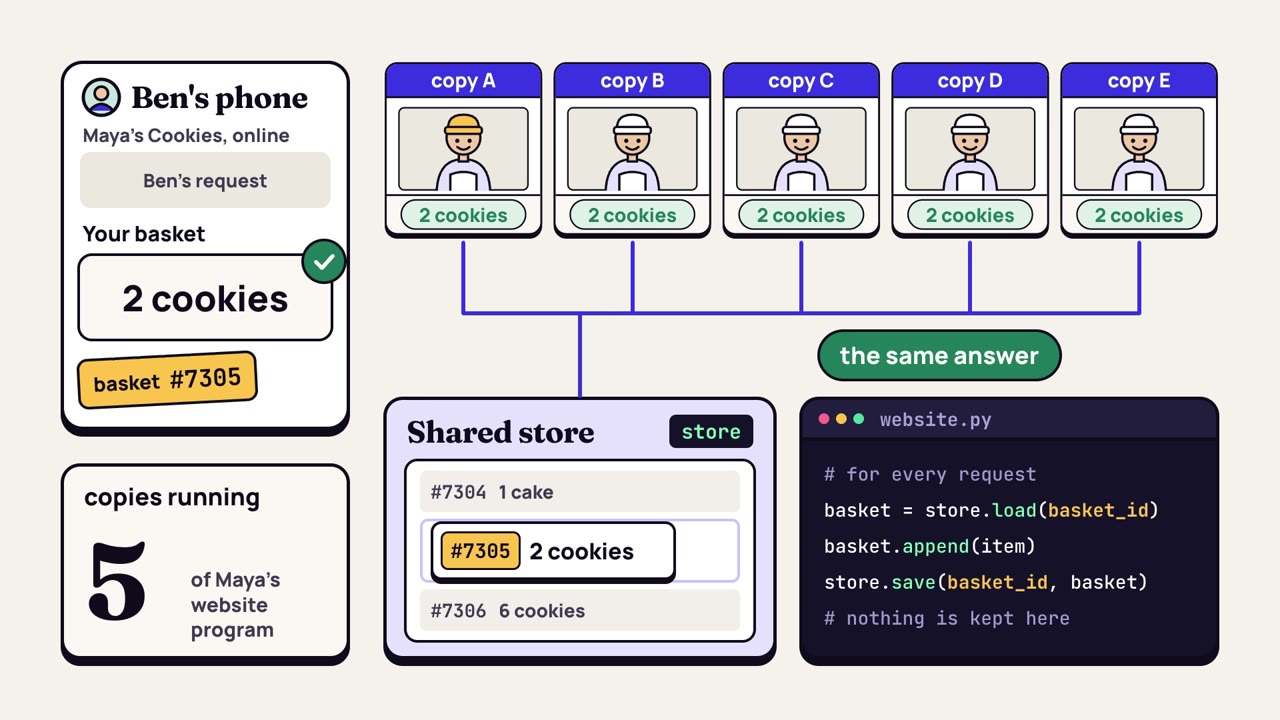 Ben's phone
Maya's Cookies, online
Ben's request
Your basket
2 cookies
basket #7305
copies running
5
of Maya's
website
program
copy A
copy B
copy C
copy D
copy E
2 cookies
2 cookies
2 cookies
2 cookies
2 cookies
the same answer
Shared store
store
#7304 1 cake
#7305 2 cookies
#7306 6 cookies
website.py
# for every request
basket = store.load(basket_id)
basket.append(item)
store.save(basket_id, basket)
# nothing is kept here